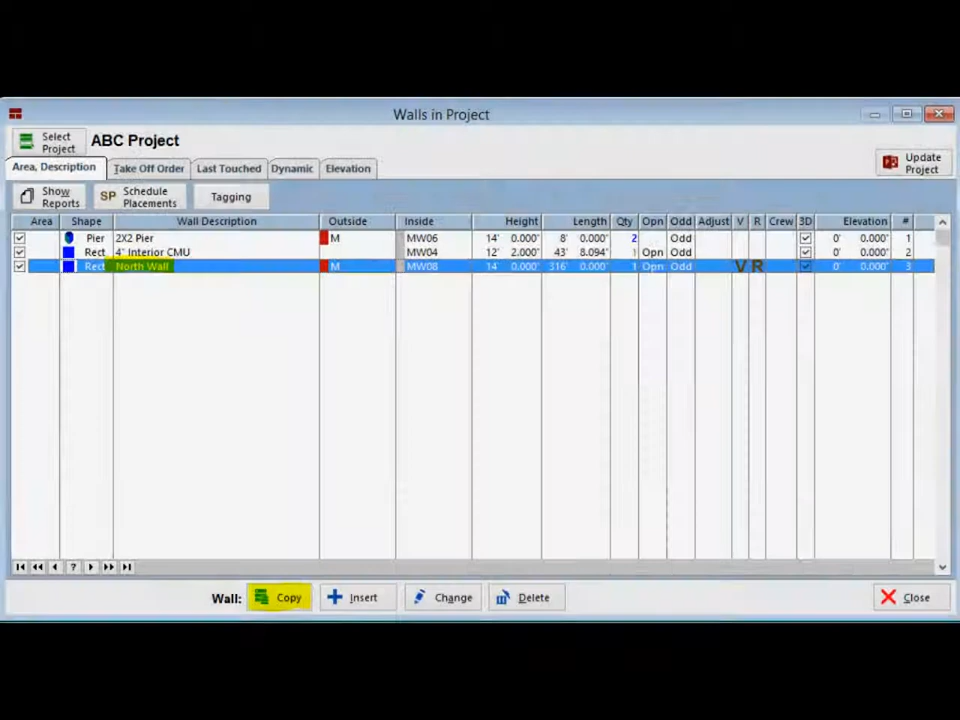 Walls in Project
Select Project ABC Project
Area, Description Take Off Order Last Touched Dynamic Elevation
Update Project
Show Reports SP Schedule Placements Tagging
Area Shape Wall Description Outside Inside Height Length Qty Opn Odd Adjust V R Crew 3D Elevation #
Pier 2X2 Pier M MW06 14' 0.000" 8' 0.000" 2 Odd 0' 0.000" 1
Rect 4" Interior CMU MW04 12' 2.000" 43' 8.094" 1 Opn Odd 0' 0.000" 2
Rect North Wall M MW08 14' 0.000" 316' 0.000" 1 Opn Odd V R 0' 0.000" 3
?
Wall: Copy Insert Change Delete Close